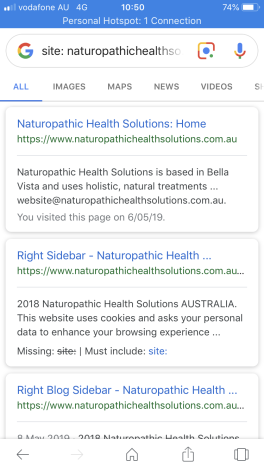 vodafone AU 4G 10:50 74%
Personal Hotspot: 1 Connection
site: naturopathichealthso
ALL IMAGES MAPS NEWS VIDEOS SH
Naturopathic Health Solutions: Home
https://www.naturopathichealthsolutions.com.au
Naturopathic Health Solutions is based in Bella
Vista and uses holistic, natural treatments ...
website@naturopathichealthsolutions.com.au.
You visited this page on 6/05/19.
Right Sidebar - Naturopathic Health ...
https://www.naturopathichealthsolutions.com.au...
2018 Naturopathic Health Solutions AUSTRALIA.
This website uses cookies and asks your personal
data to enhance your browsing experience ...
Missing: site: | Must include: site:
Right Blog Sidebar - Naturopathic Health ...
https://www.naturopathichealthsolutions.com.au...
8 May 2019 - 2018 Naturopathic Health Solutions